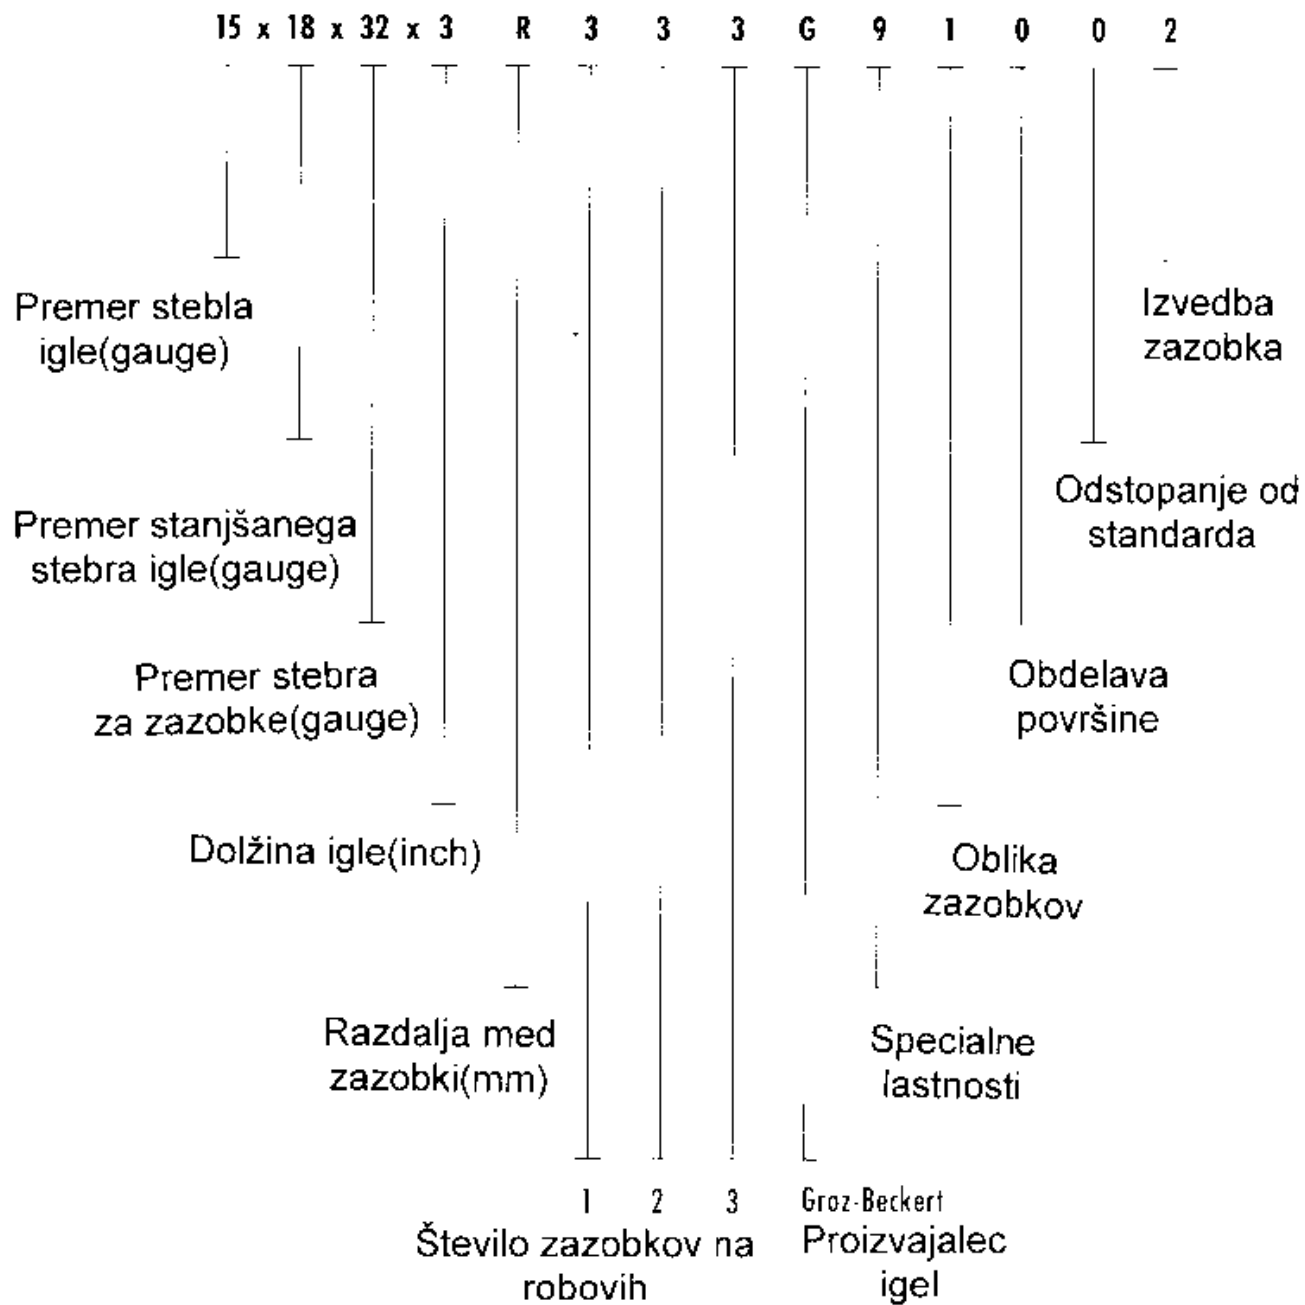 15 x 18 x 32 x 3 R 3 3 3 G 9 1 0 0 2
Premer stebla
igle(gauge)
Izvedba
zazobka
Premer stanjšanega
stebra igle(gauge)
Odstopanje od
standarda
Premer stebra
za zazobke(gauge)
Obdelava
površine
Dolžina igle(inch)
Oblika
zazobkov
Razdalja med
zazobki(mm)
Specialne
lastnosti
1 2 3
Število zazobkov na
robovih
Groz-Beckert
Proizvajalec
igel